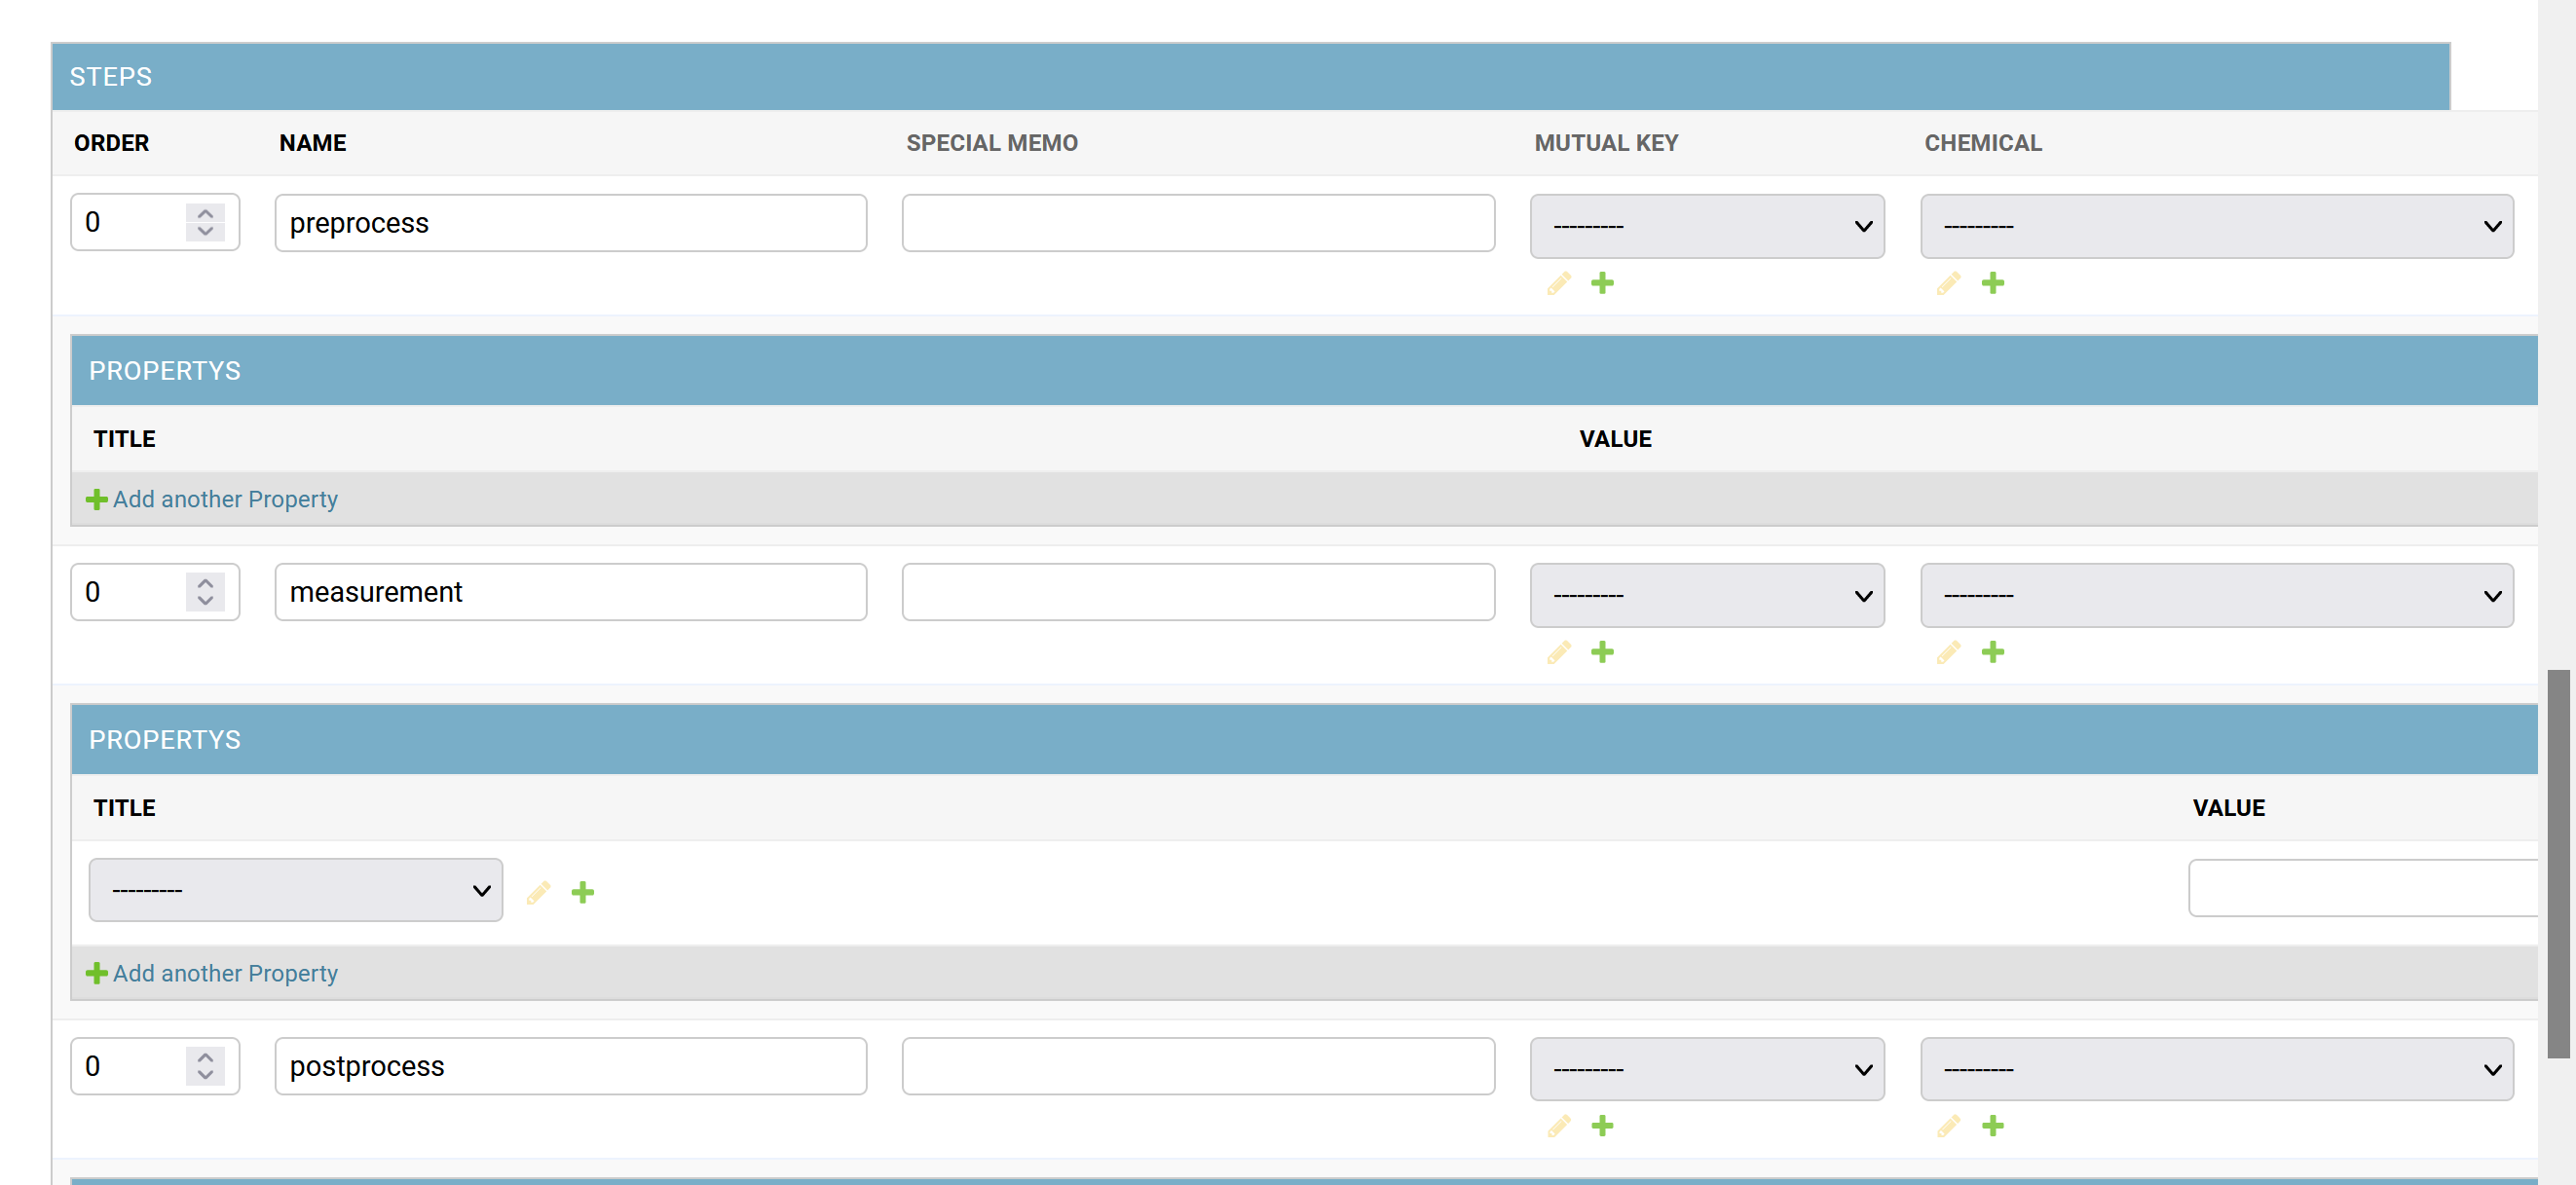 STEPS
ORDER NAME SPECIAL MEMO MUTUAL KEY CHEMICAL
0 preprocess --------- ---------
PROPERTYS
TITLE VALUE
Add another Property
0 measurement --------- ---------
PROPERTYS
TITLE VALUE
---------
Add another Property
0 postprocess --------- ---------